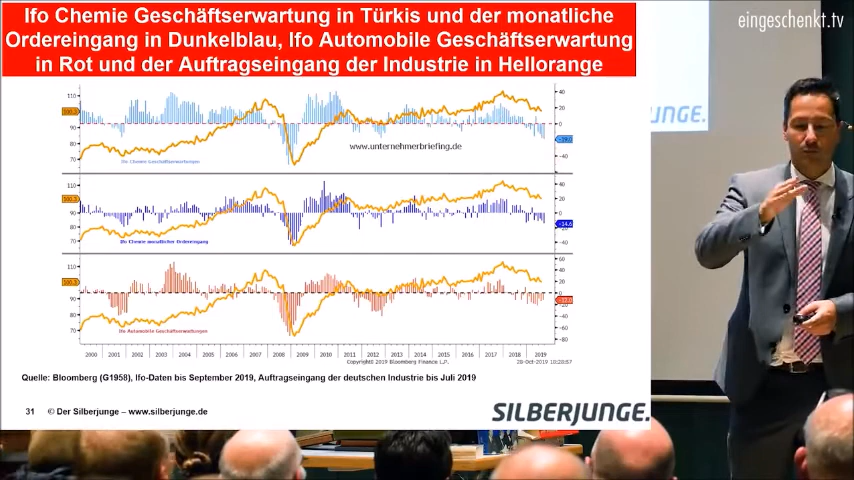 Ifo Chemie Geschäftserwartung in Türkis und der monatliche
Ordereingang in Dunkelblau, Ifo Automobile Geschäftserwartung
in Rot und der Auftragseingang der Industrie in Hellorange
eingeschenkt.tv
www.unternehmerbriefing.de
Ifo Chemie Geschäftserwartungen
Ifo Chemie monatlicher Ordereingang
Ifo Automobile Geschäftserwartungen
2000 2001 2002 2003 2004 2005 2006 2007 2008 2009 2010 2011 2012 2013 2014 2015 2016 2017 2018 2019
Copyright© 2019 Bloomberg Finance L.P.
Quelle: Bloomberg (G1958), Ifo-Daten bis September 2019, Auftragseingang der deutschen Industrie bis Juli 2019
31 © Der Silberjunge – www.silberjunge.de
SILBERJUNGE.
JUNGE.